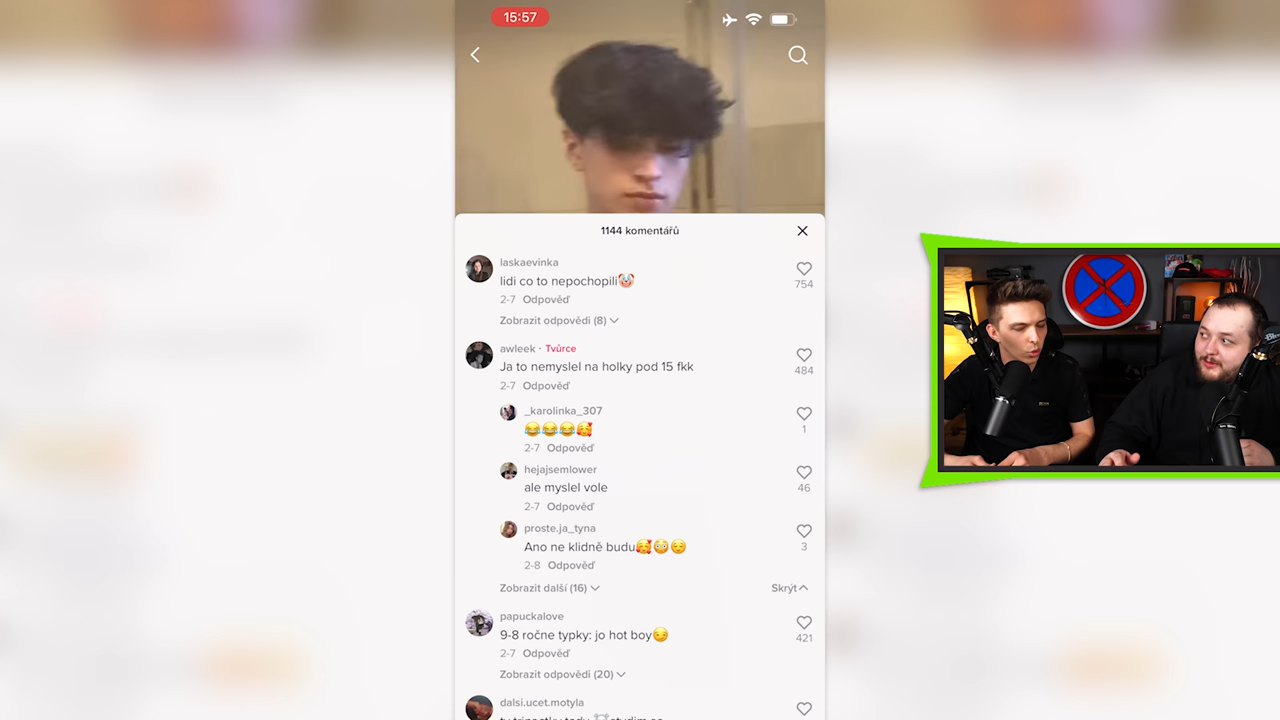 15:57
1144 komentářů
laskaevinka
lidi co to nepochopili🤡
754
2-7 Odpověď
Zobrazit odpovědi (8)
awleek · Tvůrce
Ja to nemyslel na holky pod 15 fkk
484
2-7 Odpověď
_karolinka_307
😂😂😂🥰
1
2-7 Odpověď
hejajsemlower
ale myslel vole
46
2-7 Odpověď
proste.ja_tyna
Ano ne klidně budu🥰😳😏
3
2-8 Odpověď
Zobrazit další (16) Skrýt
papuckalove
9-8 ročne typky: jo hot boy😏
421
2-7 Odpověď
Zobrazit odpovědi (20)
dalsi.ucet.motyla